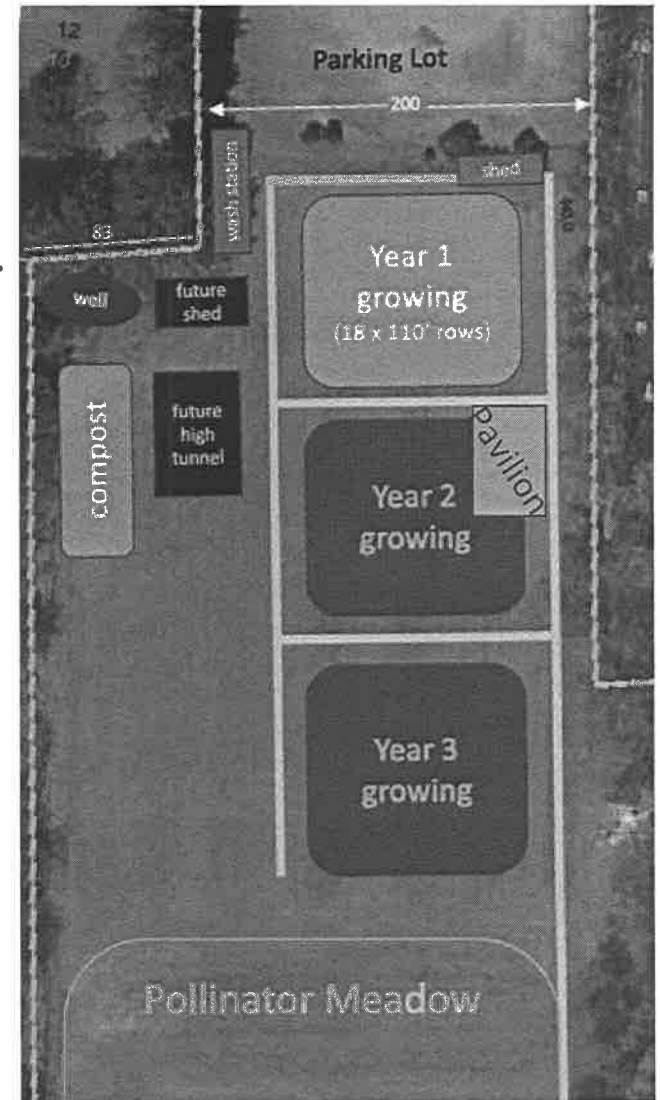 12
Parking Lot
200
wash station
shed
83
Year 1
growing
(18 x 110' rows)
well
future
shed
compost
future
high
tunnel
Pavilion
Year 2
growing
Year 3
growing
Pollinator Meadow